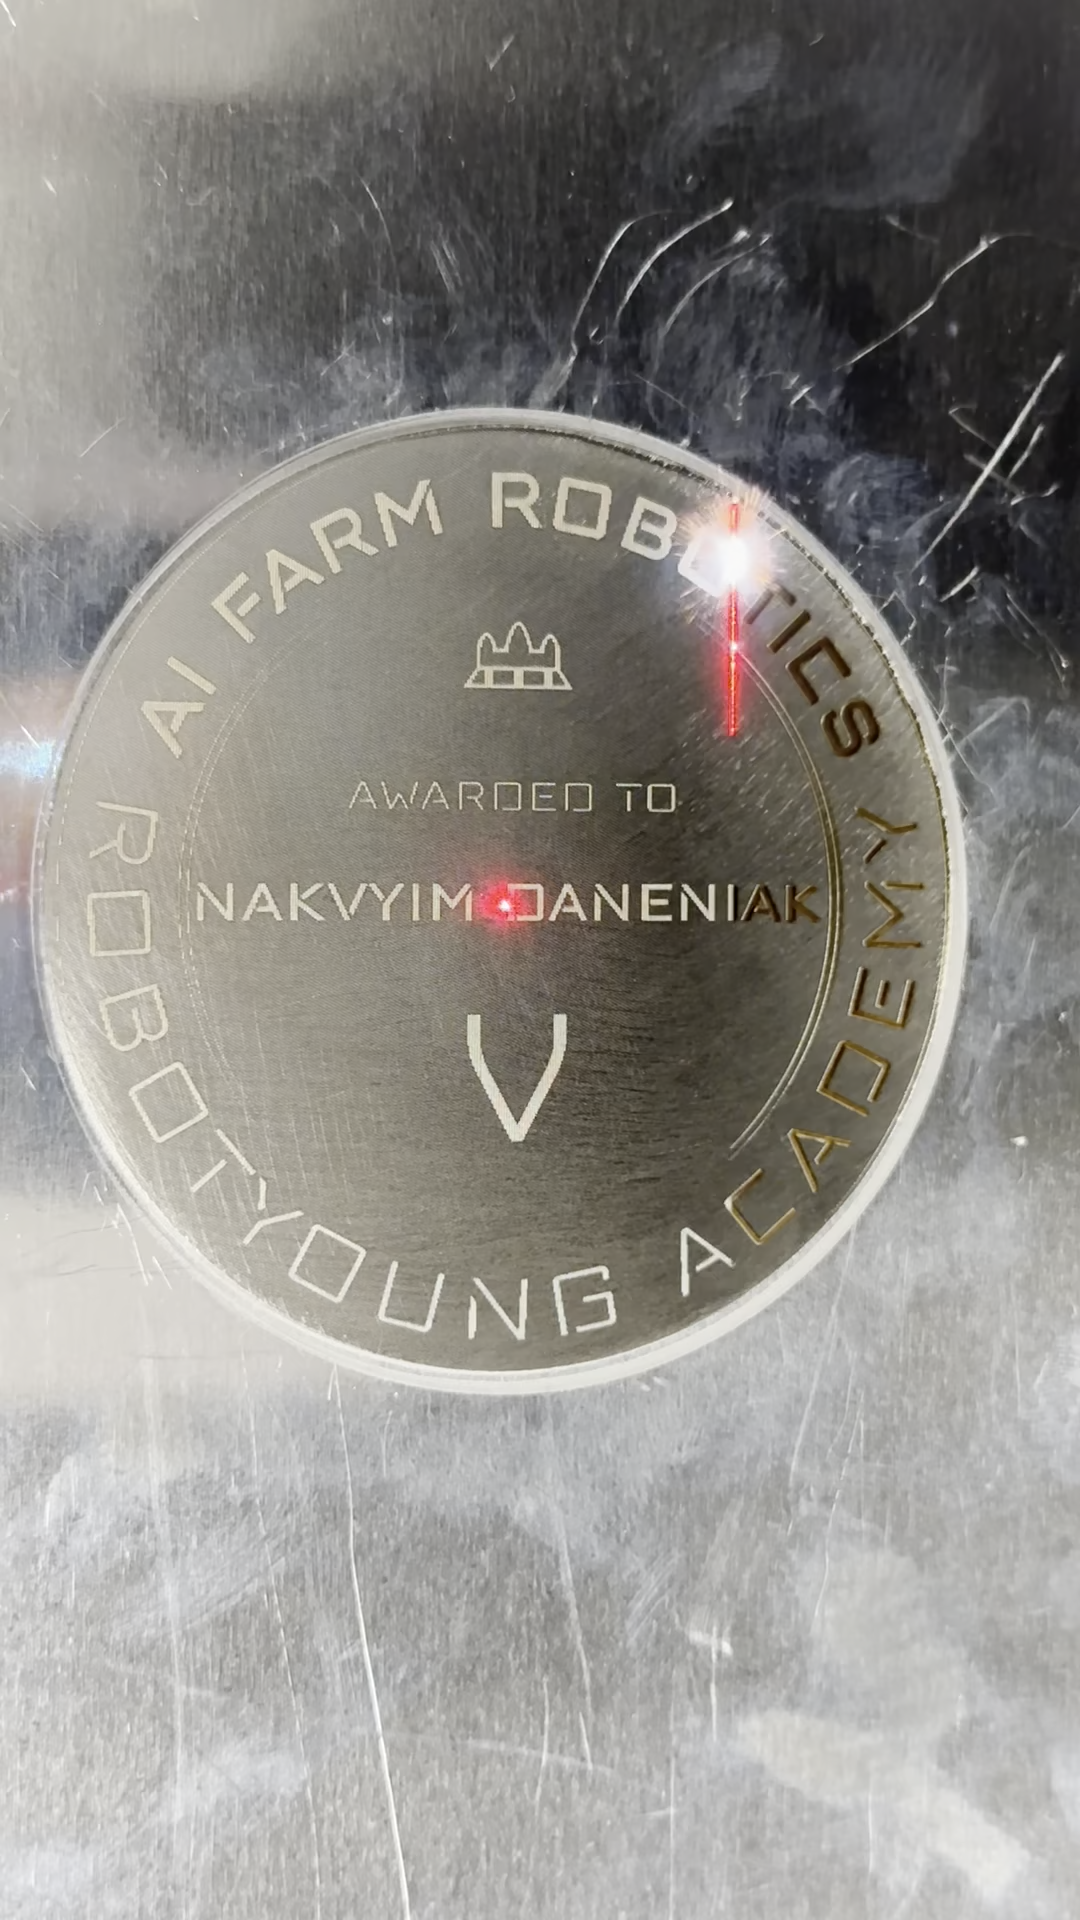 AI FARM ROBOTICS
AWARDED TO
NAKVYIM DANENIAK
V
ROBOTYOUNG ACADEMY